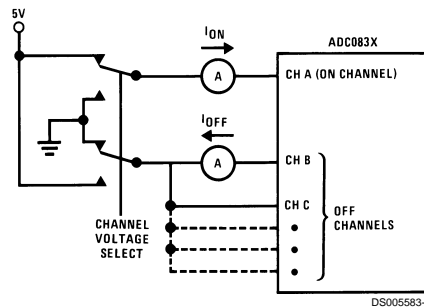 5V
ION
ADC083X
A
CH A (ON CHANNEL)
IOFF
A
CH B
CH C
OFF
CHANNELS
CHANNEL
VOLTAGE
SELECT
DS005583-